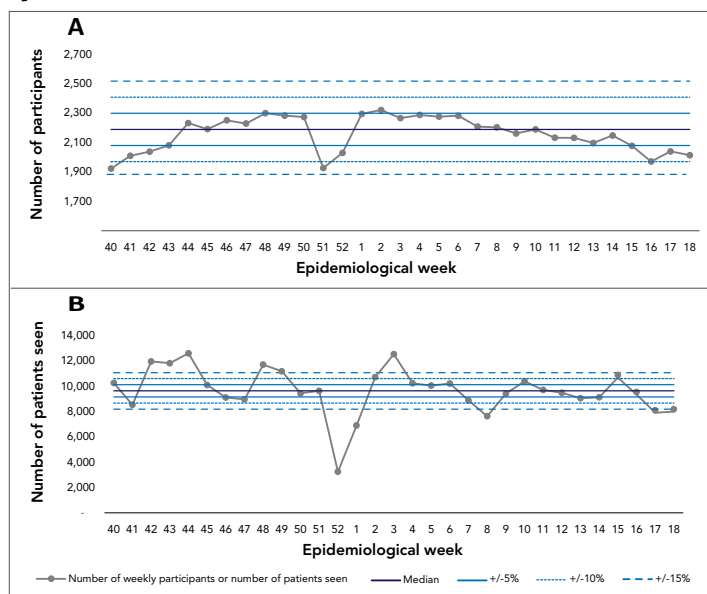 A
Number of participants
2,700
2,500
2,300
2,100
1,900
1,700
40 41 42 43 44 45 46 47 48 49 50 51 52 1 2 3 4 5 6 7 8 9 10 11 12 13 14 15 16 17 18
Epidemiological week
B
Number of patients seen
14,000
12,000
10,000
8,000
6,000
4,000
2,000
-
40 41 42 43 44 45 46 47 48 49 50 51 52 1 2 3 4 5 6 7 8 9 10 11 12 13 14 15 16 17 18
Epidemiological week
Number of weekly participants or number of patients seen Median +/-5% +/-10% +/-15%